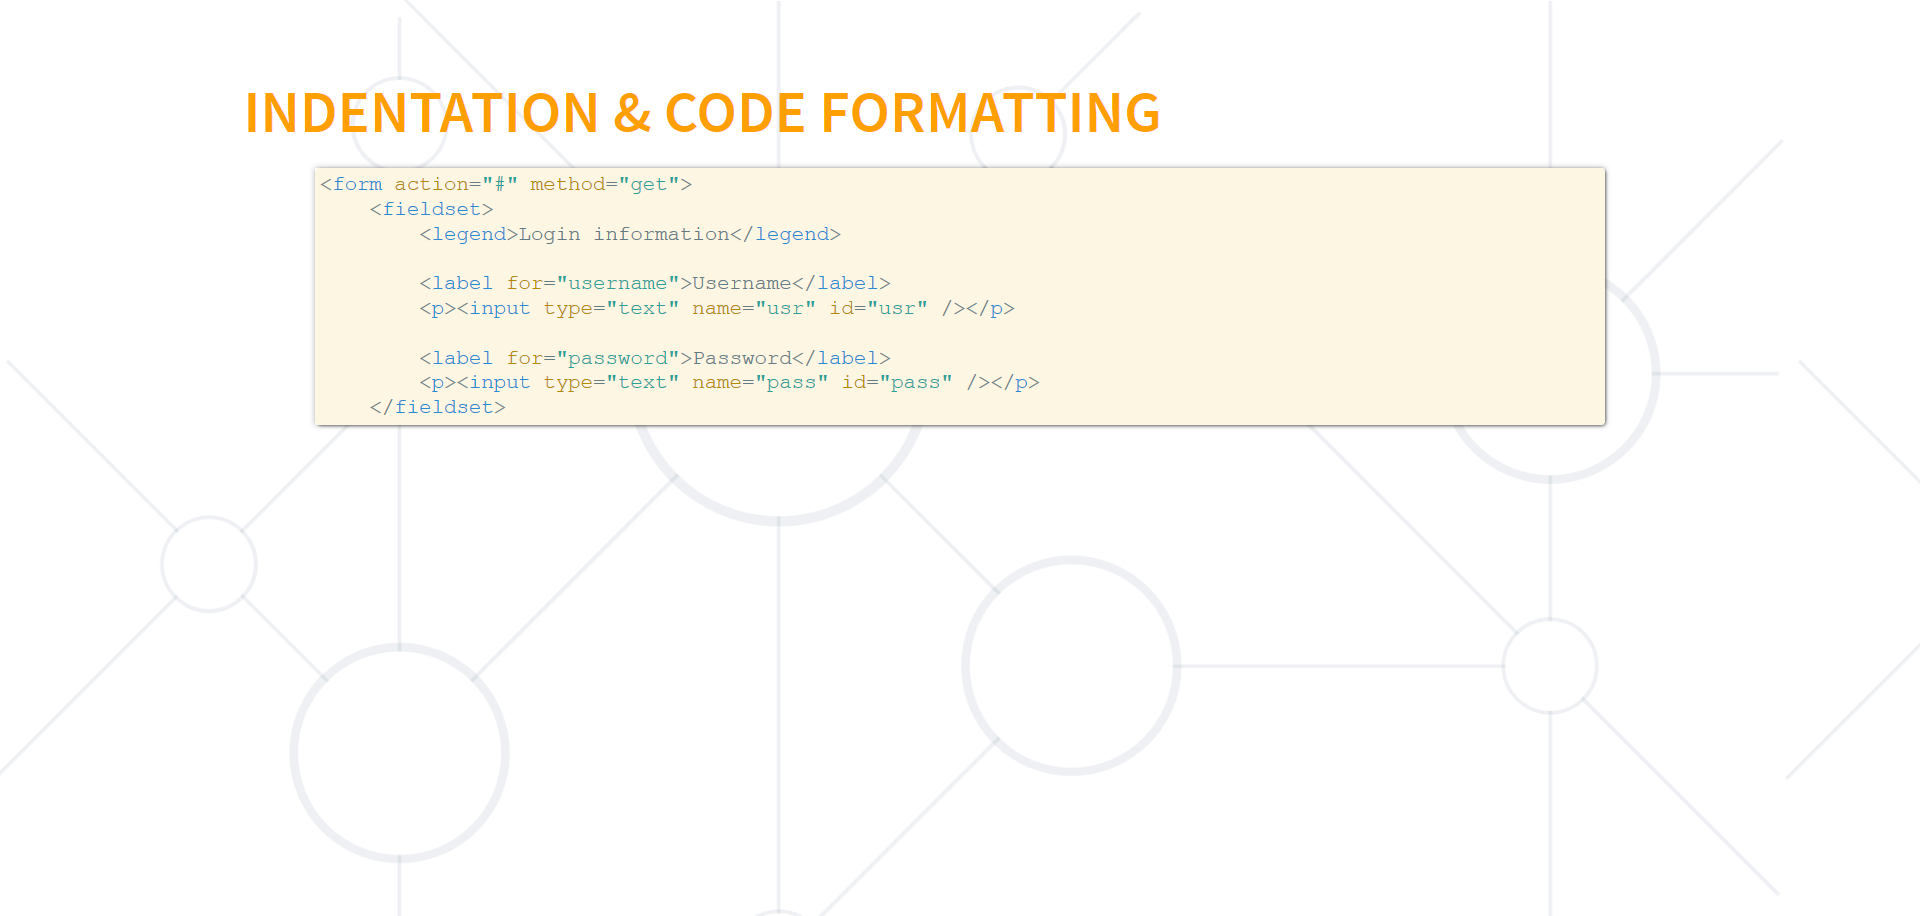 INDENTATION & CODE FORMATTING
<form action="#" method="get">
    <fieldset>
        <legend>Login information</legend>

        <label for="username">Username</label>
        <p><input type="text" name="usr" id="usr" /></p>

        <label for="password">Password</label>
        <p><input type="text" name="pass" id="pass" /></p>
    </fieldset>